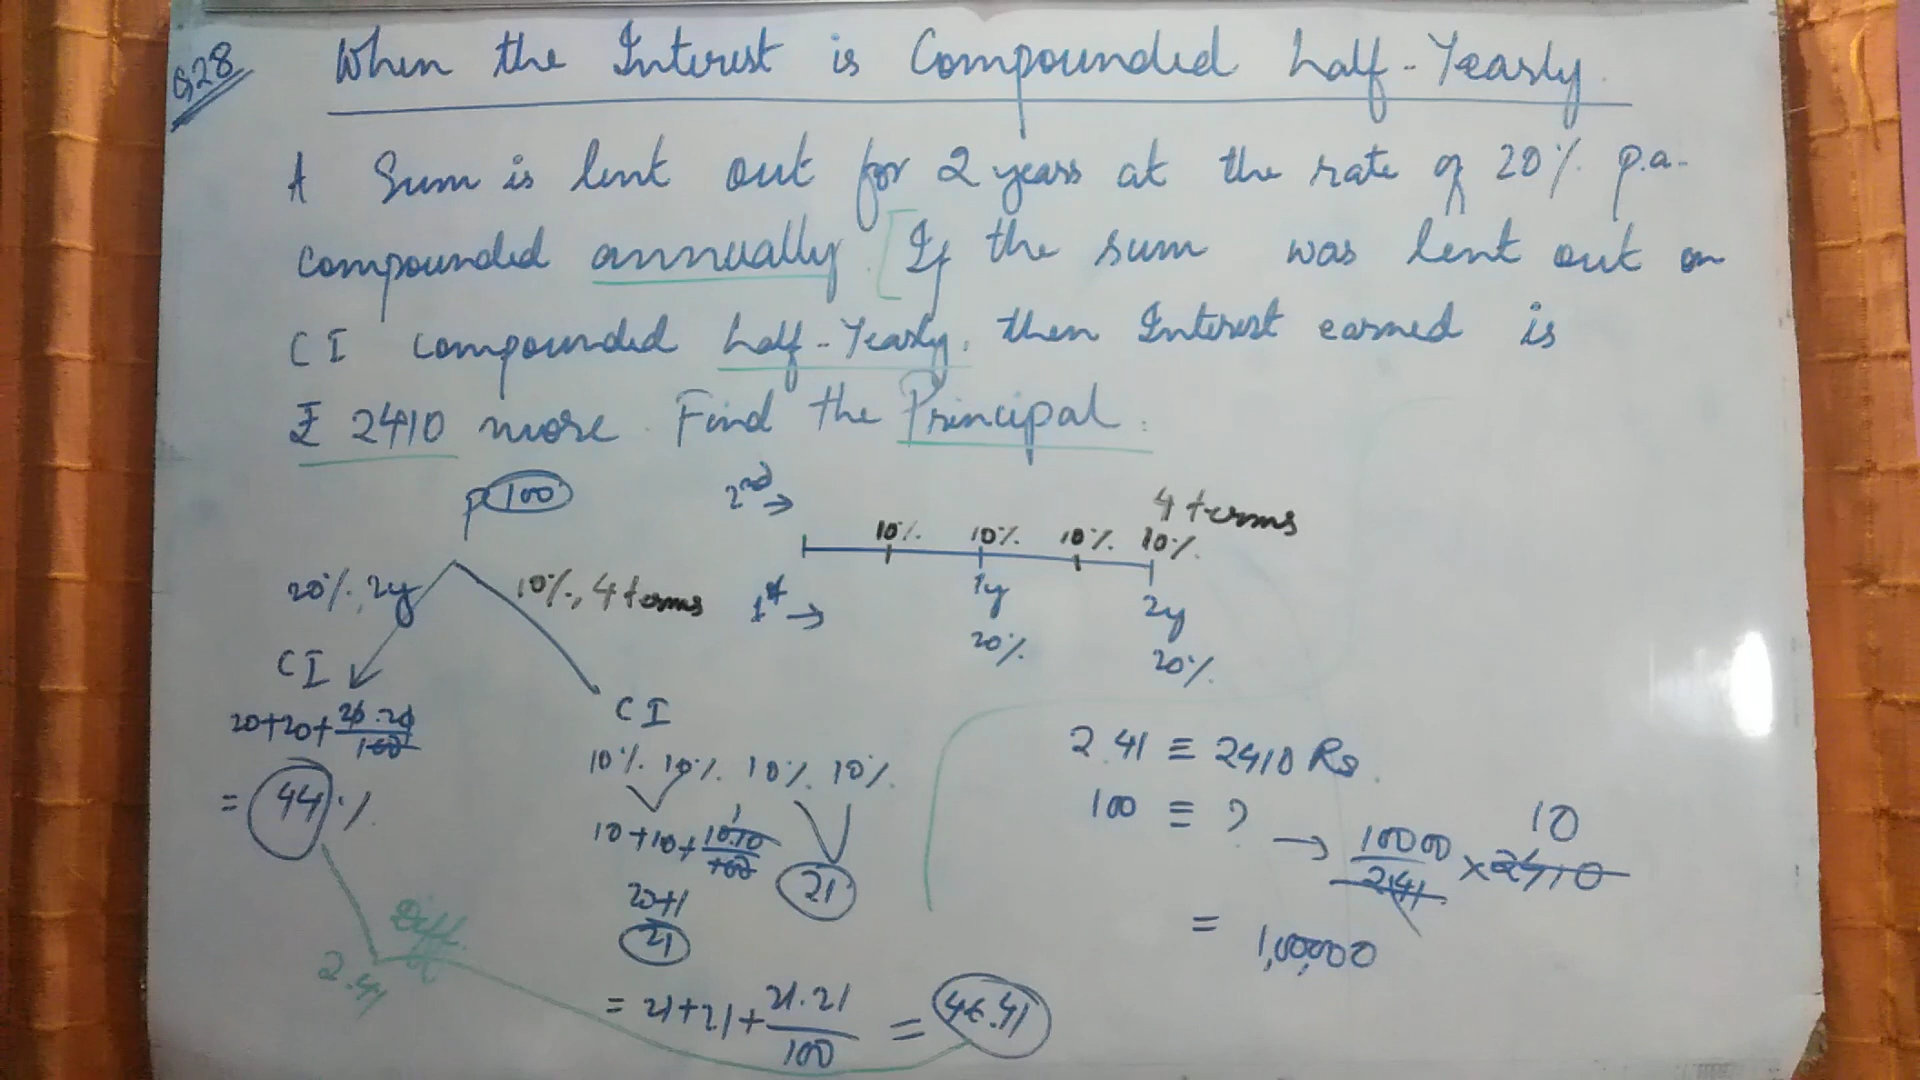 Q28
When the Interest is Compounded half-Yearly.
A Sum is lent out for 2 years at the rate of 20% p.a.
compounded annually. [If the sum was lent out on
CI compounded half-Yearly, then Interest earned is
₹ 2410 more. Find the Principal.
P 100
2nd →
4 terms
10% 10% 10% 10%
20%, 2y
10%, 4 terms
1st →
1y 2y
20% 20%
CI
CI
20+20+20.20/100
= 44%
10% 10% 10% 10%
10+10+10.10/100
1
21
20+1
21
Diff
2.41
= 21+21+21.21/100 = 46.41
2.41 ≡ 2410 Rs.
100 ≡ ? → 10000/241 × 2410
10
= 1,00,000